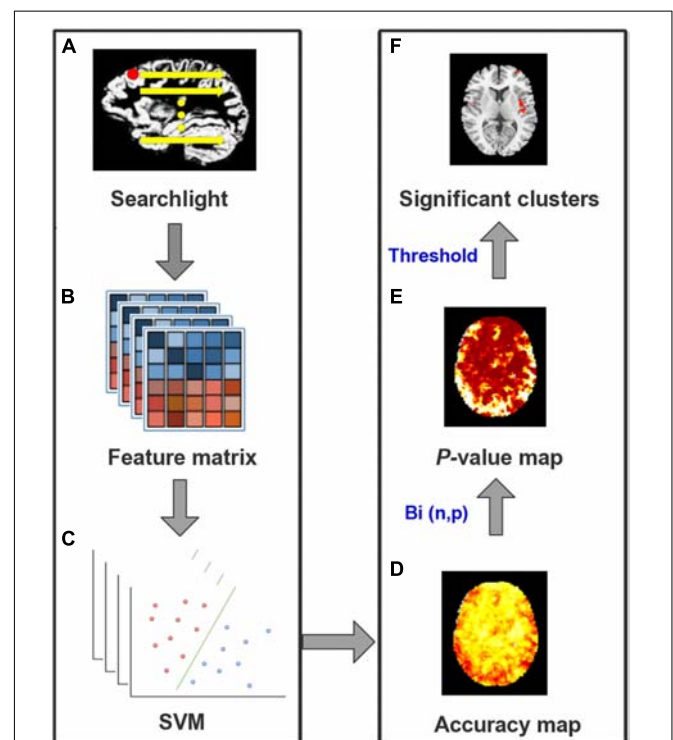 A
Searchlight
B
Feature matrix
C
SVM
F
Significant clusters
Threshold
E
P-value map
Bi (n,p)
D
Accuracy map